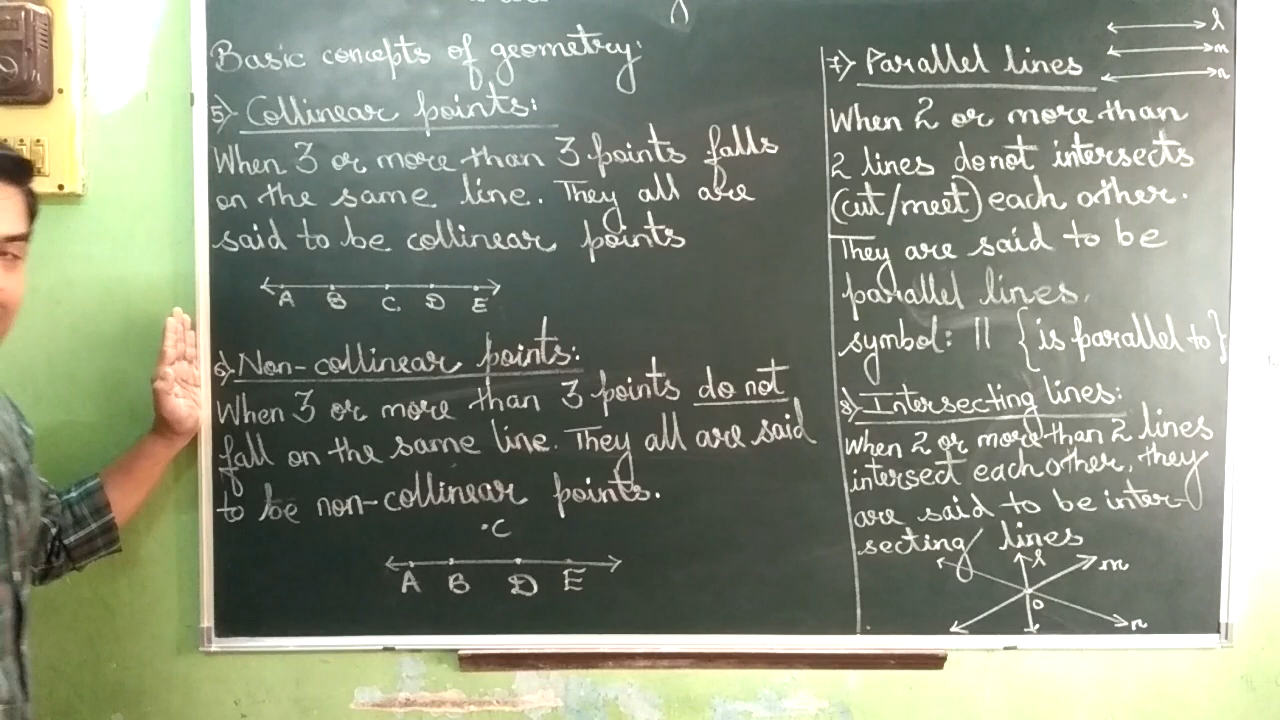 Basic concepts of geometry:
5) Collinear points:
When 3 or more than 3 points falls
on the same line. They all are
said to be collinear points
A B C D E
6) Non-collinear points:
When 3 or more than 3 points do not
fall on the same line. They all are said
to be non-collinear points.
C
A B D E
7) Parallel lines
l
m
n
When 2 or more than
2 lines do not intersects
(cut/meet) each other.
They are said to be
parallel lines.
symbol: || {is parallel to}
8) Intersecting lines:
When 2 or more than 2 lines
intersect each other, they
are said to be inter-
secting lines
l
m
o
n